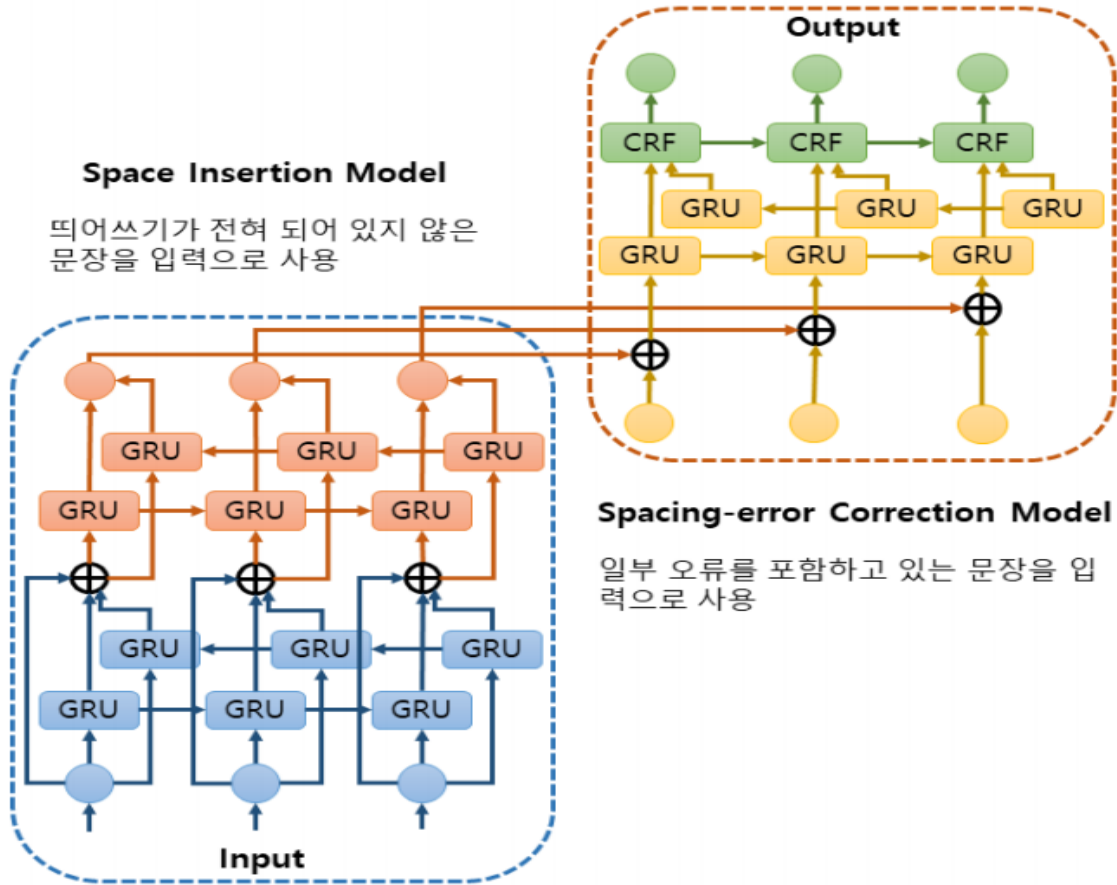 Output
CRF CRF CRF
GRU GRU GRU
GRU GRU GRU
Space Insertion Model
띄어쓰기가 전혀 되어 있지 않은
문장을 입력으로 사용
GRU GRU GRU
GRU GRU GRU
GRU GRU GRU
GRU GRU GRU
Input
Spacing-error Correction Model
일부 오류를 포함하고 있는 문장을 입
력으로 사용